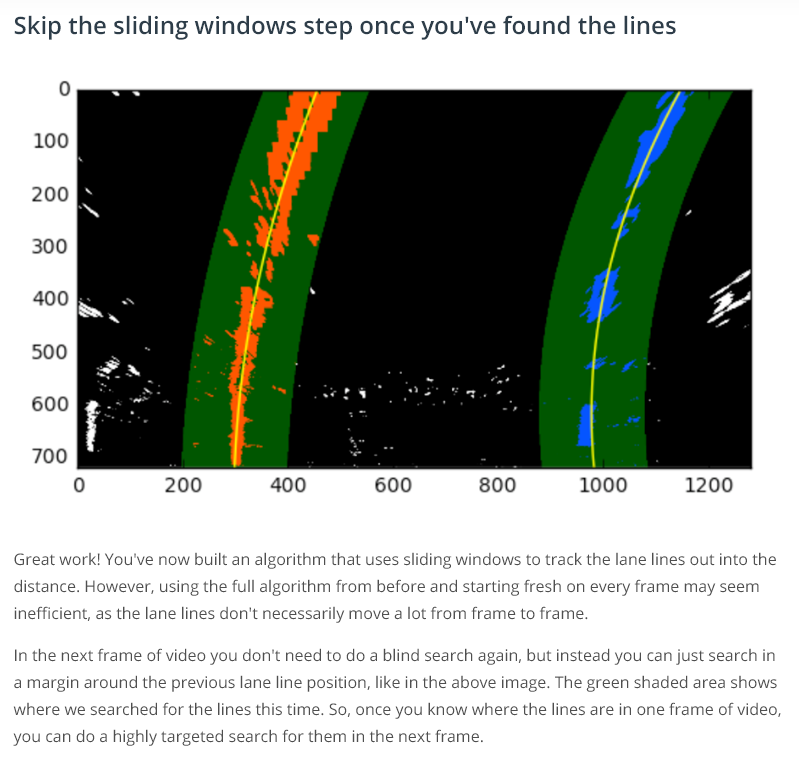 Skip the sliding windows step once you've found the lines
0
100
200
300
400
500
600
700
0 200 400 600 800 1000 1200
Great work! You've now built an algorithm that uses sliding windows to track the lane lines out into the
distance. However, using the full algorithm from before and starting fresh on every frame may seem
inefficient, as the lane lines don't necessarily move a lot from frame to frame.
In the next frame of video you don't need to do a blind search again, but instead you can just search in
a margin around the previous lane line position, like in the above image. The green shaded area shows
where we searched for the lines this time. So, once you know where the lines are in one frame of video,
you can do a highly targeted search for them in the next frame.